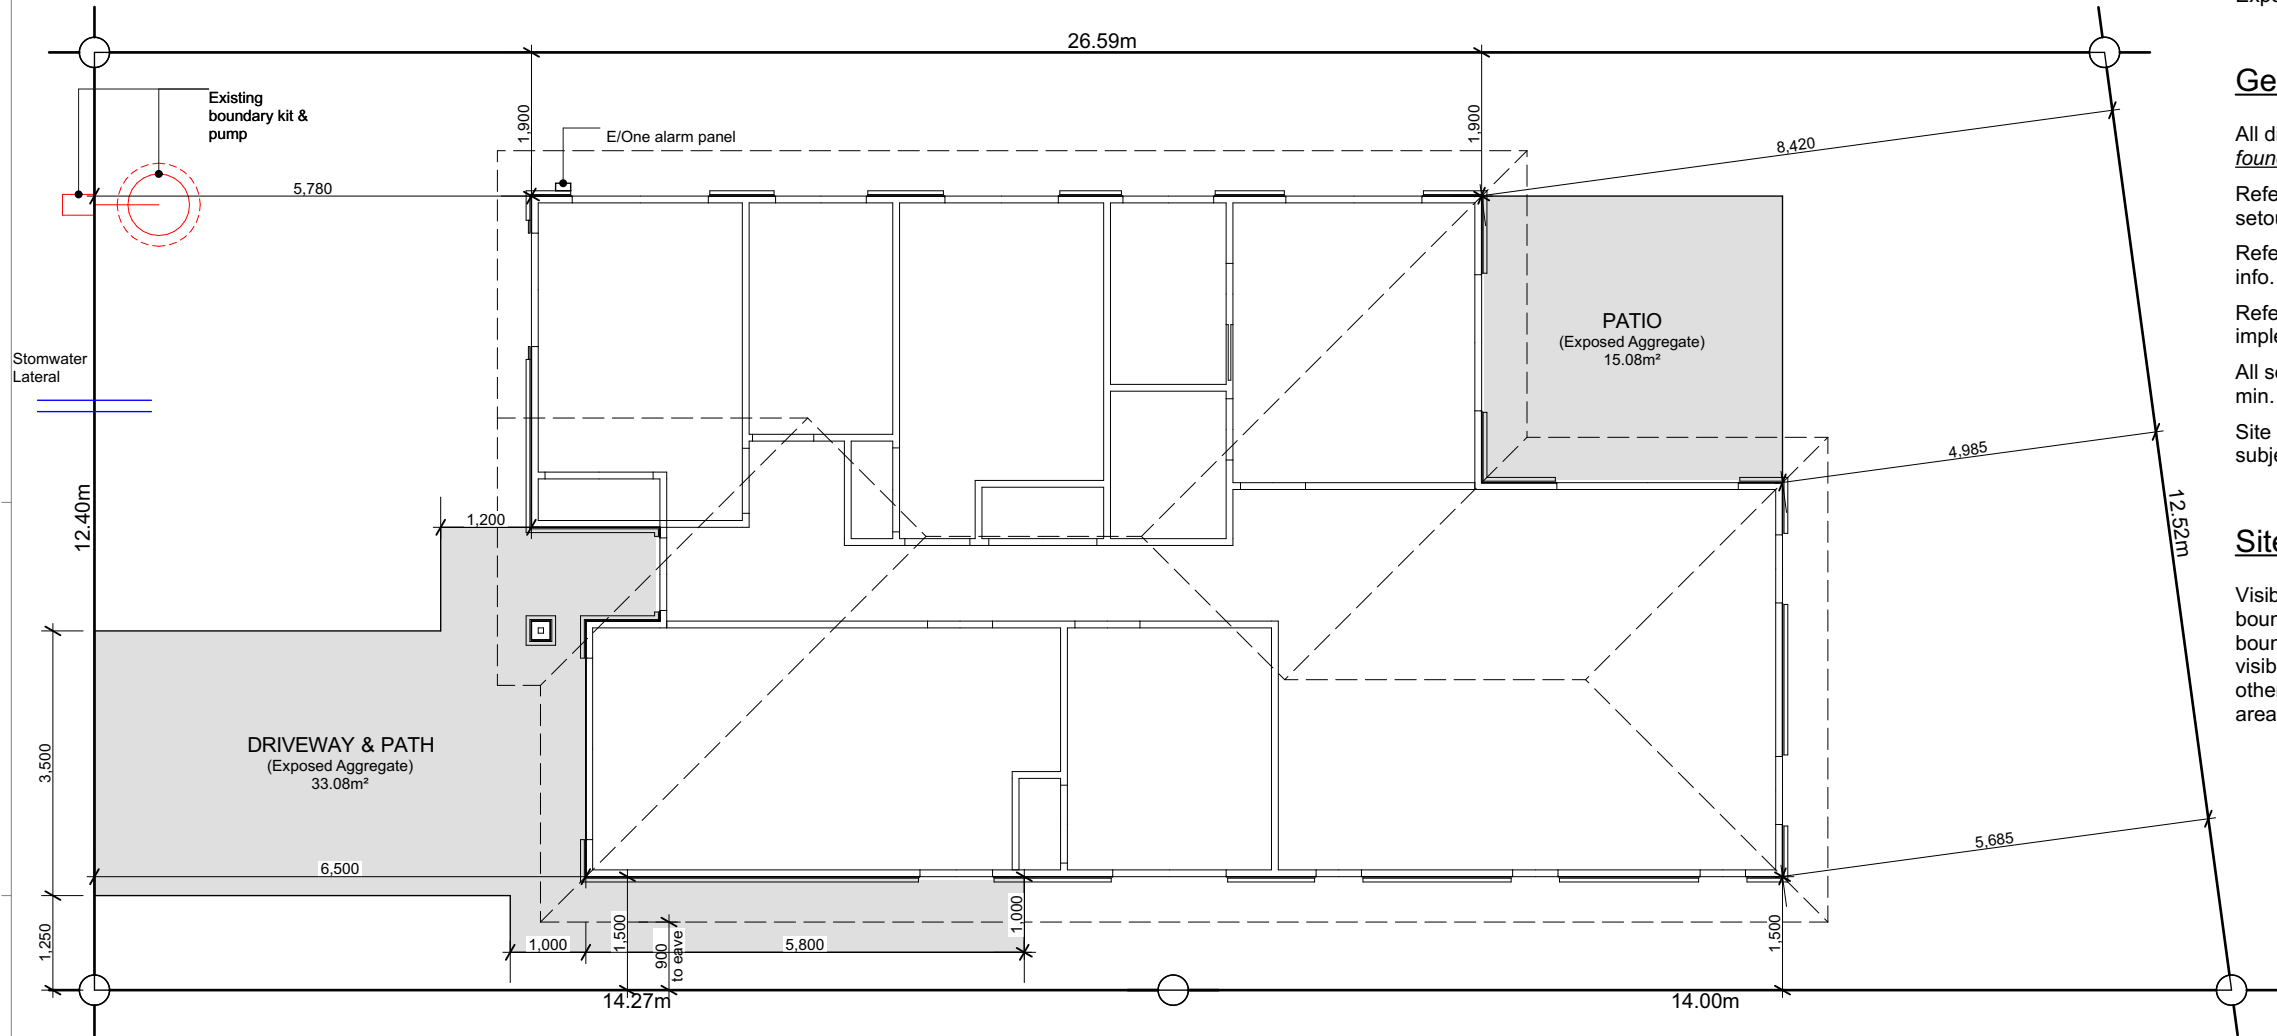 Expo
26.59m
Existing
boundary kit &
pump
E/One alarm panel
1,900
1,900
8,420
5,780
Stomwater
Lateral
PATIO
(Exposed Aggregate)
15.08m²
4,985
12.40m
1,200
12.52m
DRIVEWAY & PATH
(Exposed Aggregate)
33.08m²
3,500
6,500
5,685
1,250
1,000
1,500
900
to eave
5,800
1,000
1,500
14.27m
14.00m
Ge
All di
foun
Refe
setou
Refe
info.
Refe
imple
All se
min.
Site
subje
Site
Visib
boun
boun
visib
othe
area